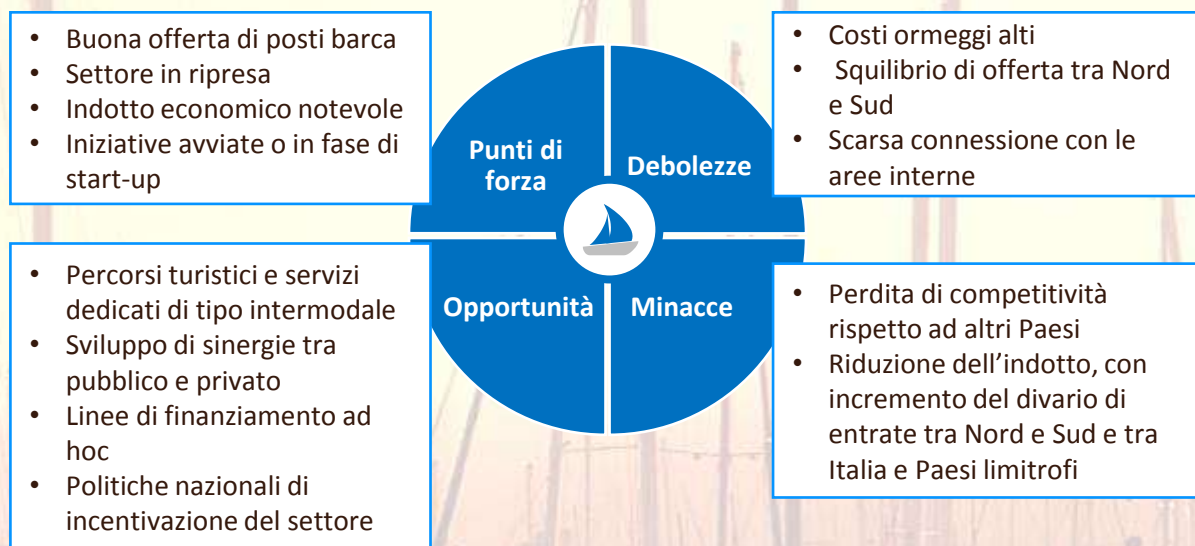 • Buona offerta di posti barca
• Settore in ripresa
• Indotto economico notevole
• Iniziative avviate o in fase di
start-up
• Costi ormeggi alti
• Squilibrio di offerta tra Nord
e Sud
• Scarsa connessione con le
aree interne
Punti di
forza
Debolezze
Opportunità
Minacce
• Percorsi turistici e servizi
dedicati di tipo intermodale
• Sviluppo di sinergie tra
pubblico e privato
• Linee di finanziamento ad
hoc
• Politiche nazionali di
incentivazione del settore
• Perdita di competitività
rispetto ad altri Paesi
• Riduzione dell’indotto, con
incremento del divario di
entrate tra Nord e Sud e tra
Italia e Paesi limitrofi